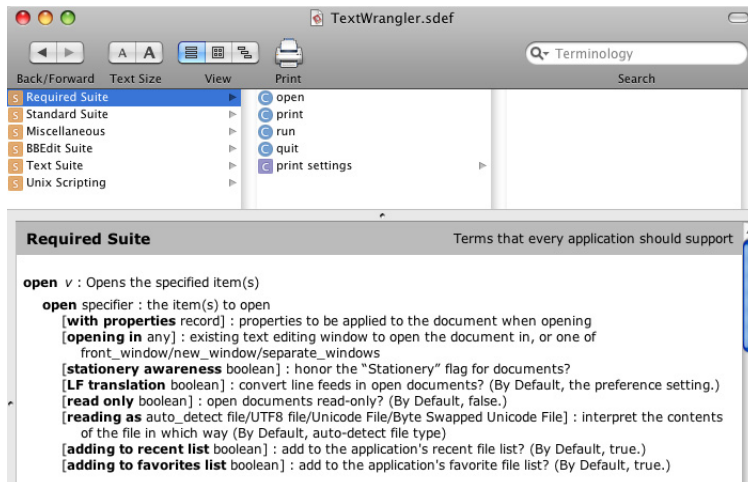 TextWrangler.sdef
A A
Q Terminology
Back/Forward Text Size View Print Search
S Required Suite
S Standard Suite
S Miscellaneous
S BBEdit Suite
S Text Suite
S Unix Scripting
C open
C print
C run
C quit
C print settings
Required Suite Terms that every application should support
open v : Opens the specified item(s)
open specifier : the item(s) to open
[with properties record] : properties to be applied to the document when opening
[opening in any] : existing text editing window to open the document in, or one of
front_window/new_window/separate_windows
[stationery awareness boolean] : honor the “Stationery” flag for documents?
[LF translation boolean] : convert line feeds in open documents? (By Default, the preference setting.)
[read only boolean] : open documents read-only? (By Default, false.)
[reading as auto_detect file/UTF8 file/Unicode File/Byte Swapped Unicode File] : interpret the contents
of the file in which way (By Default, auto-detect file type)
[adding to recent list boolean] : add to the application's recent file list? (By Default, true.)
[adding to favorites list boolean] : add to the application's favorite file list? (By Default, true.)